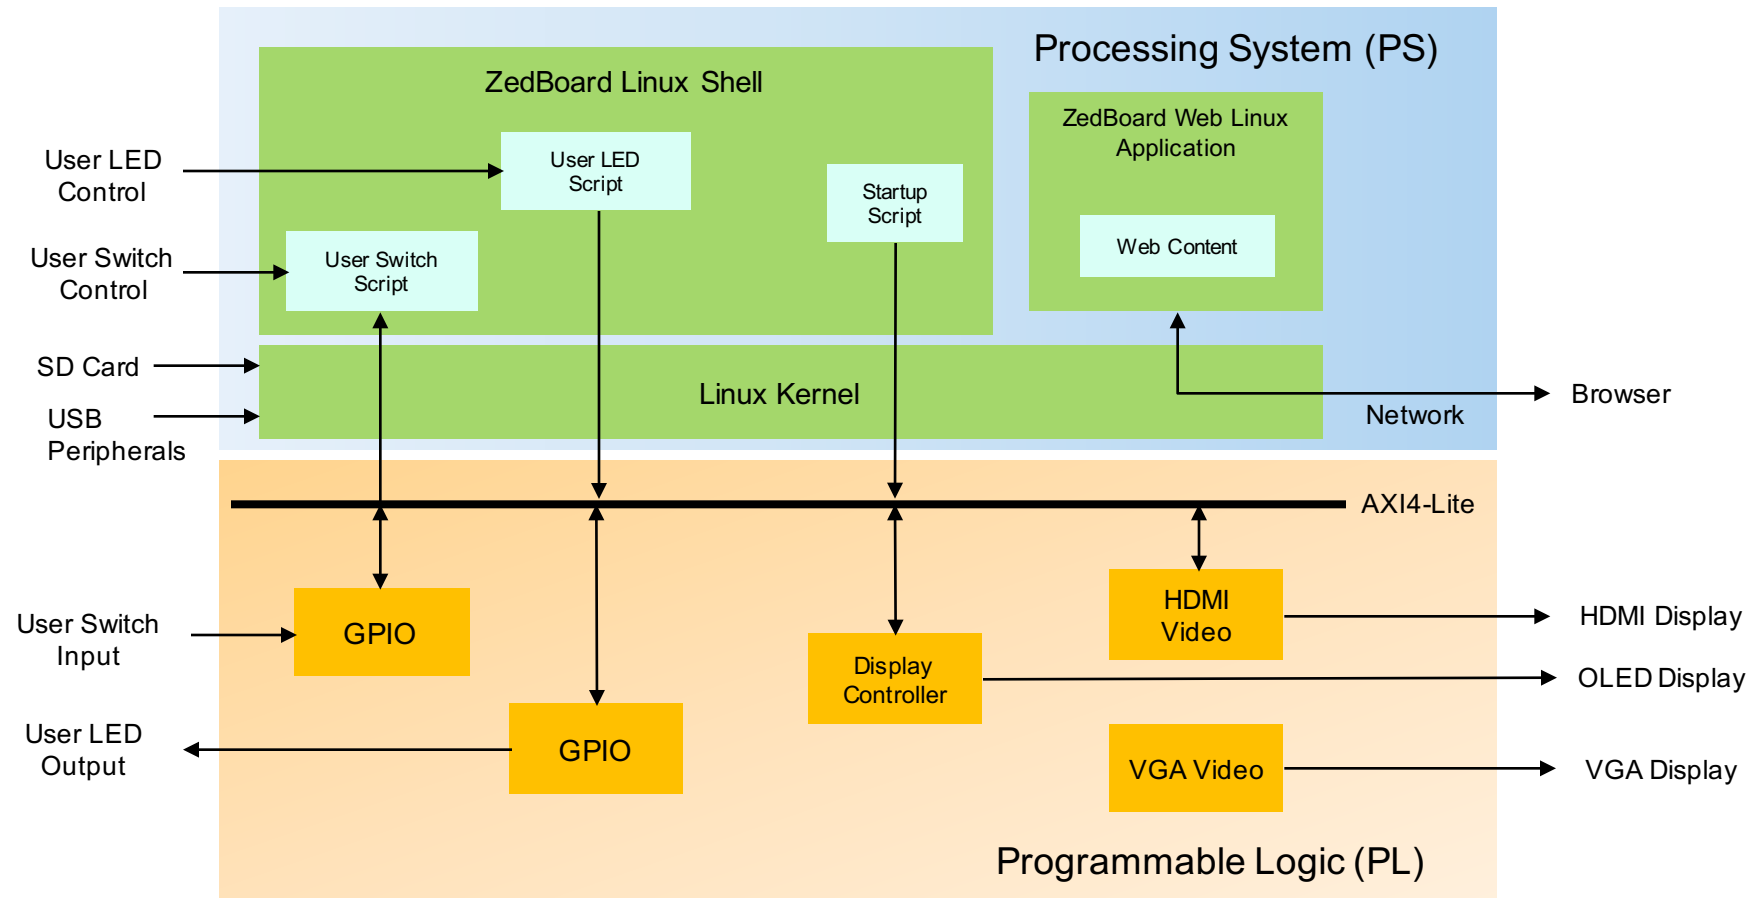 Processing System (PS)
ZedBoard Linux Shell
ZedBoard Web Linux
Application
User LED
Control
User LED
Script
Startup
Script
Web Content
User Switch
Control
User Switch
Script
SD Card
Linux Kernel
Browser
Network
USB
Peripherals
AXI4-Lite
User Switch
Input
GPIO
HDMI
Video
HDMI Display
Display
Controller
OLED Display
User LED
Output
GPIO
VGA Video
VGA Display
Programmable Logic (PL)